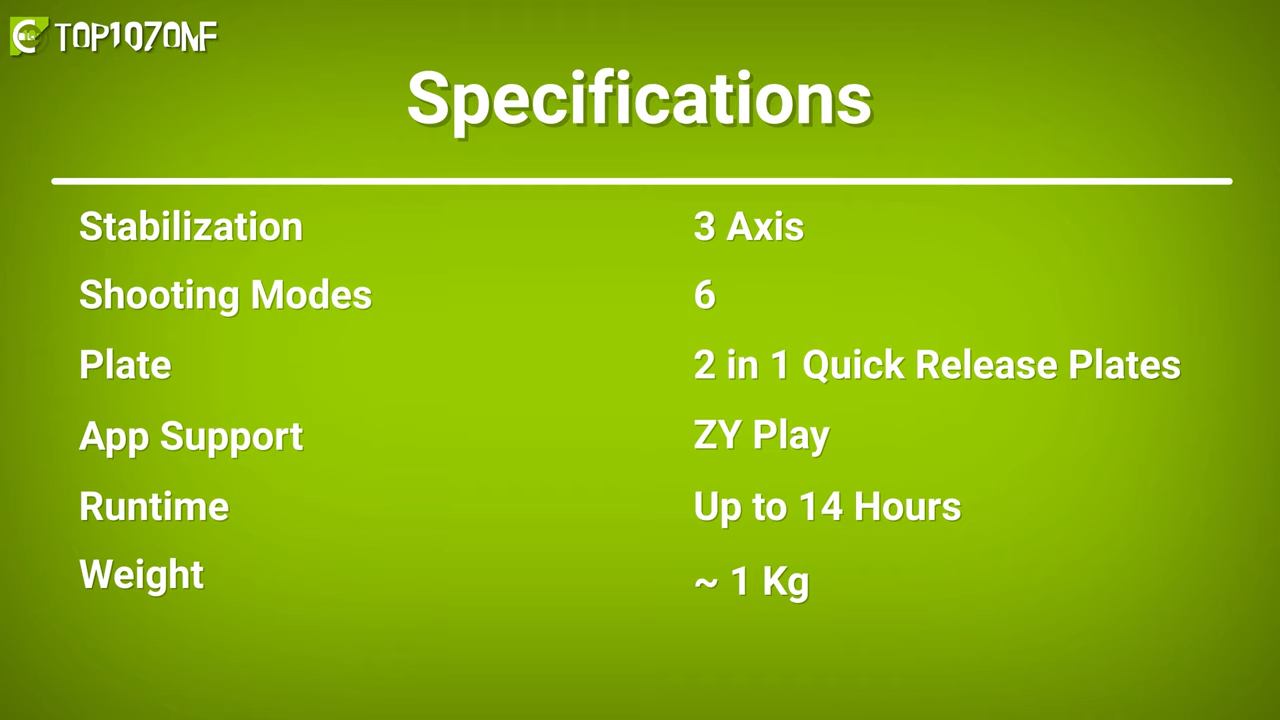 TOP10ZONE
Specifications
Stabilization 3 Axis
Shooting Modes 6
Plate 2 in 1 Quick Release Plates
App Support ZY Play
Runtime Up to 14 Hours
Weight ~ 1 Kg